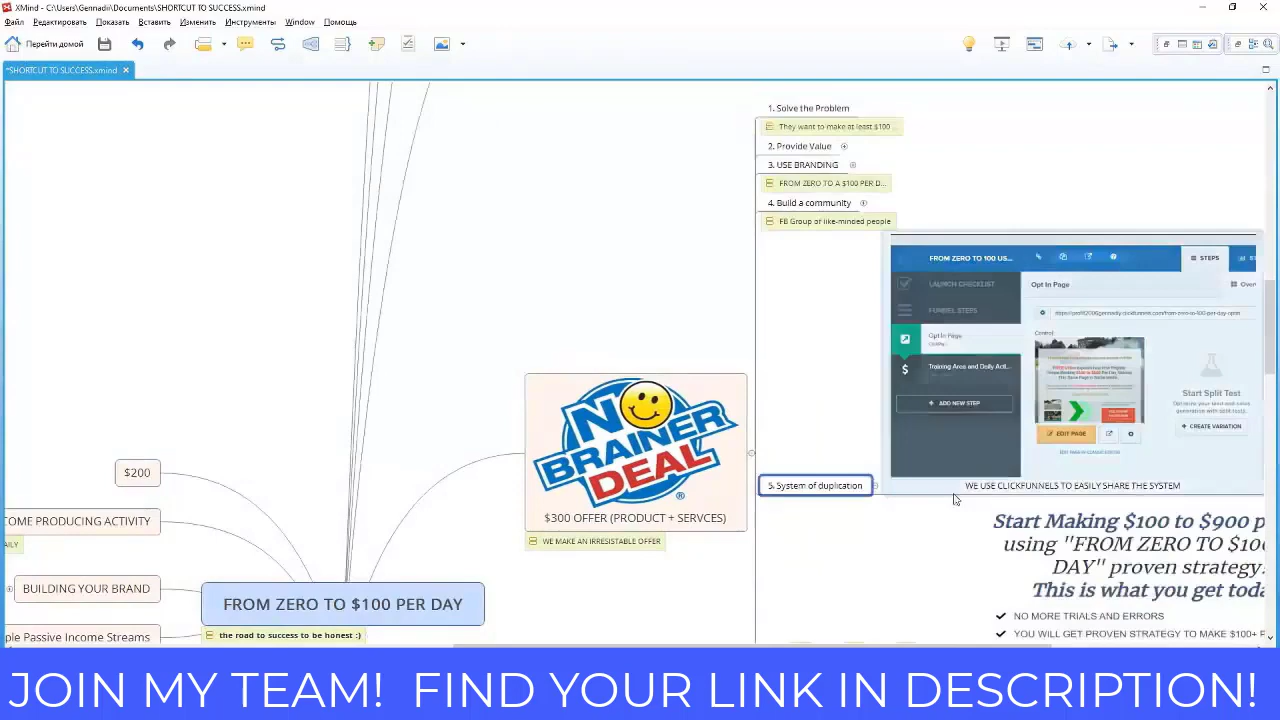 XMind - C:\Users\Gennadii\Documents\SHORTCUT TO SUCCESS.xmind
Файл Редактировать Показать Вставить Изменить Инструменты Window Помощь
Перейти домой
*SHORTCUT TO SUCCESS.xmind
1. Solve the Problem
They want to make at least $100 ...
2. Provide Value
3. USE BRANDING
FROM ZERO TO A $100 PER D...
4. Build a community
FB Group of like-minded people
FROM ZERO TO 100 US...
STEPS
LAUNCH CHECKLIST
FUNNEL STEPS
Opt In Page
Training Area and Daily Acti...
ADD NEW STEP
Opt In Page
Over
Control
EDIT PAGE
Start Split Test
CREATE VARIATION
5. System of duplication
WE USE CLICKFUNNELS TO EASILY SHARE THE SYSTEM
NO BRAINER DEAL ®
$300 OFFER (PRODUCT + SERVCES)
WE MAKE AN IRRESISTABLE OFFER
$200
COME PRODUCING ACTIVITY
AILY
BUILDING YOUR BRAND
ple Passive Income Streams
FROM ZERO TO $100 PER DAY
the road to success to be honest :)
Start Making $100 to $900 p
using "FROM ZERO TO $100
DAY" proven strategy.
This is what you get toda
NO MORE TRIALS AND ERRORS
YOU WILL GET PROVEN STRATEGY TO MAKE $100+ P
JOIN MY TEAM! FIND YOUR LINK IN DESCRIPTION!